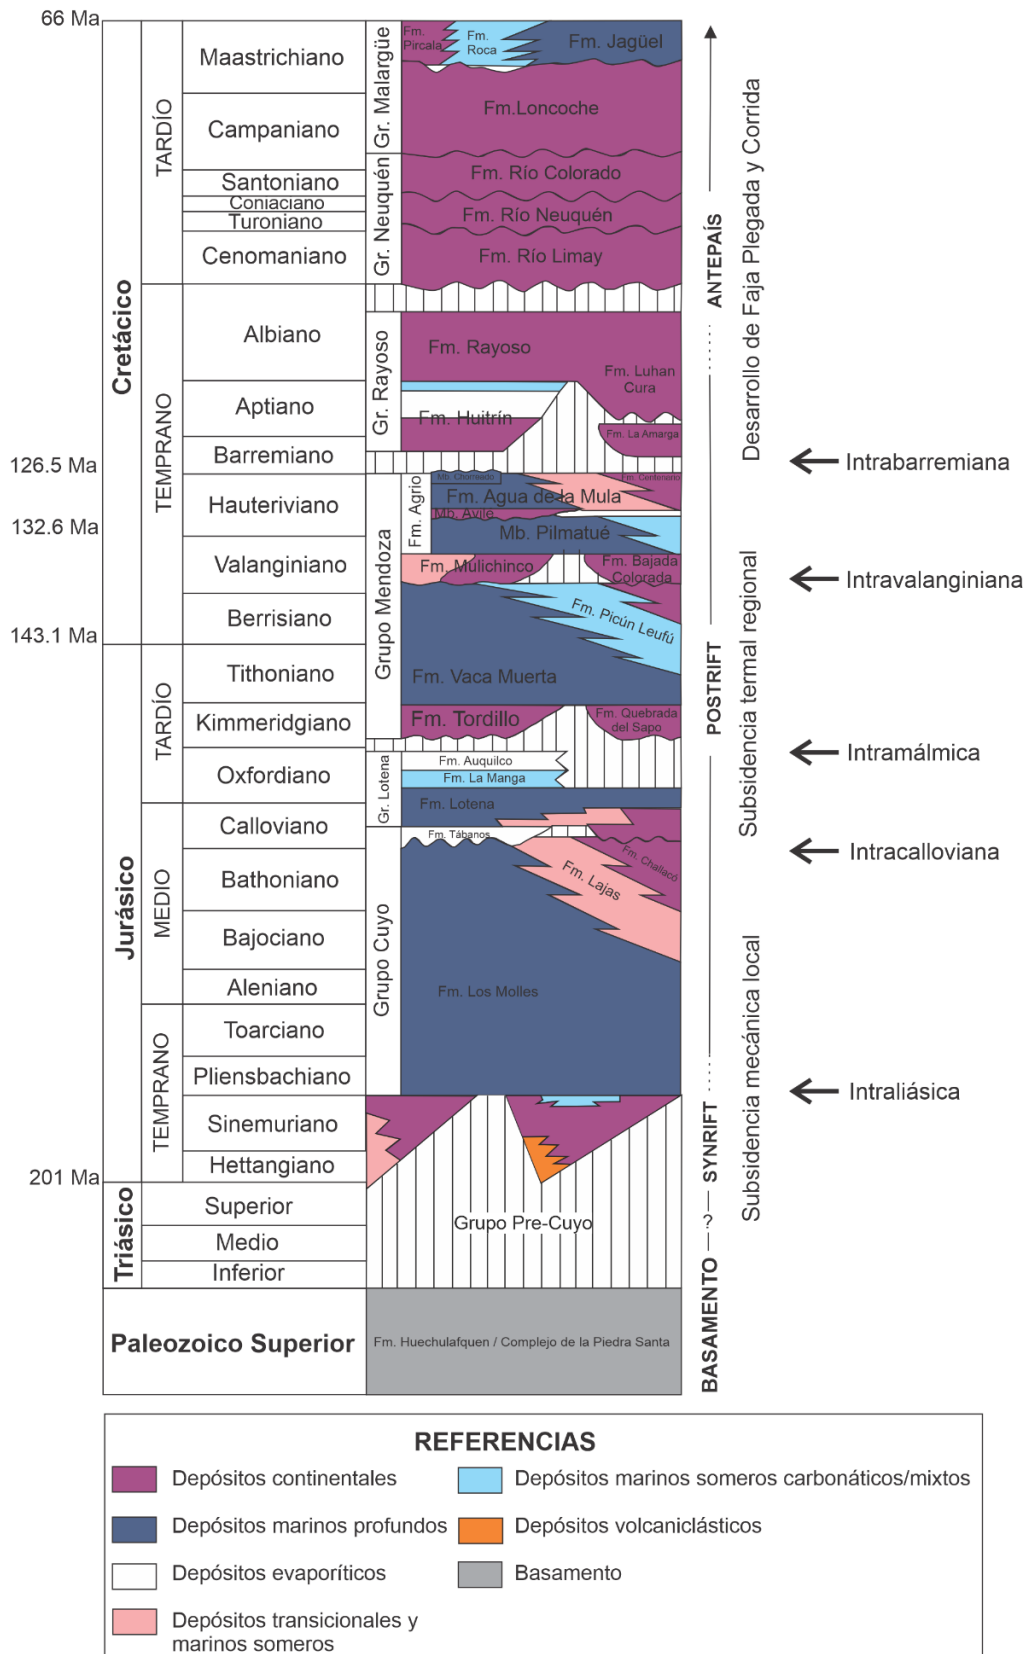 66 Ma
Cretácico
TARDÍO
Maastrichiano
Campaniano
Santoniano
Coniaciano
Turoniano
Cenomaniano
Gr. Malargüe
Gr. Neuquén
Fm.
Pircala
Fm.
Roca
Fm. Jagüel
Fm.Loncoche
Fm. Río Colorado
Fm. Río Neuquén
Fm. Río Limay
TEMPRANO
Albiano
Aptiano
Barremiano
126.5 Ma
Hauteriviano
132.6 Ma
Valanginiano
Berrisiano
143.1 Ma
Gr. Rayoso
Fm. Rayoso
Fm. Luhan
Cura
Fm. Huitrín
Fm. La Amarga
Grupo Mendoza
Fm. Agrio
Mb. Chorreado
Fm. Centenario
Fm. Agua de la Mula
Mb. Avile
Mb. Pilmatué
Fm. Mulichinco
Fm. Bajada
Colorada
Fm. Picún Leufú
Fm. Vaca Muerta
Jurásico
TARDÍO
Tithoniano
Kimmeridgiano
Oxfordiano
Fm. Tordillo
Fm. Quebrada
del Sapo
Gr. Lotena
Fm. Auquilco
Fm. La Manga
Fm. Lotena
MEDIO
Calloviano
Bathoniano
Bajociano
Aleniano
Grupo Cuyo
Fm. Tábanos
Fm. Challacó
Fm. Lajas
Fm. Los Molles
TEMPRANO
Toarciano
Pliensbachiano
Sinemuriano
Hettangiano
201 Ma
Triásico
Superior
Medio
Inferior
Grupo Pre-Cuyo
Paleozoico Superior
Fm. Huechulafquen / Complejo de la Piedra Santa
ANTEPAÍS
POSTRIFT
SYNRIFT
?
BASAMENTO
Desarrollo de Faja Plegada y Corrida
Subsidencia termal regional
Subsidencia mecánica local
Intrabarremiana
Intravalanginiana
Intramálmica
Intracalloviana
Intraliásica
REFERENCIAS
Depósitos continentales
Depósitos marinos someros carbonáticos/mixtos
Depósitos marinos profundos
Depósitos volcaniclásticos
Depósitos evaporíticos
Basamento
Depósitos transicionales y
marinos someros